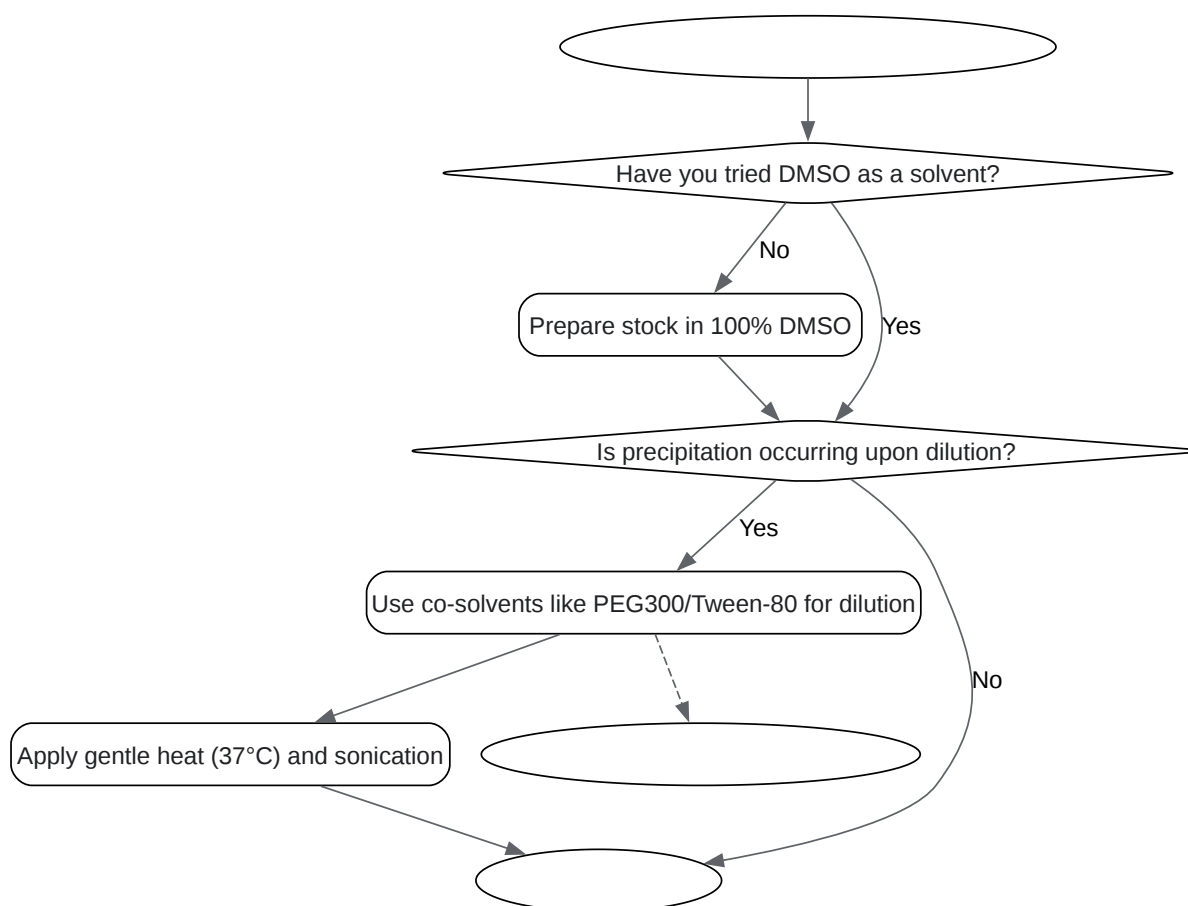 Have you tried DMSO as a solvent?
No
Prepare stock in 100% DMSO
Yes
Is precipitation occurring upon dilution?
Yes
Use co-solvents like PEG300/Tween-80 for dilution
No
Apply gentle heat (37°C) and sonication